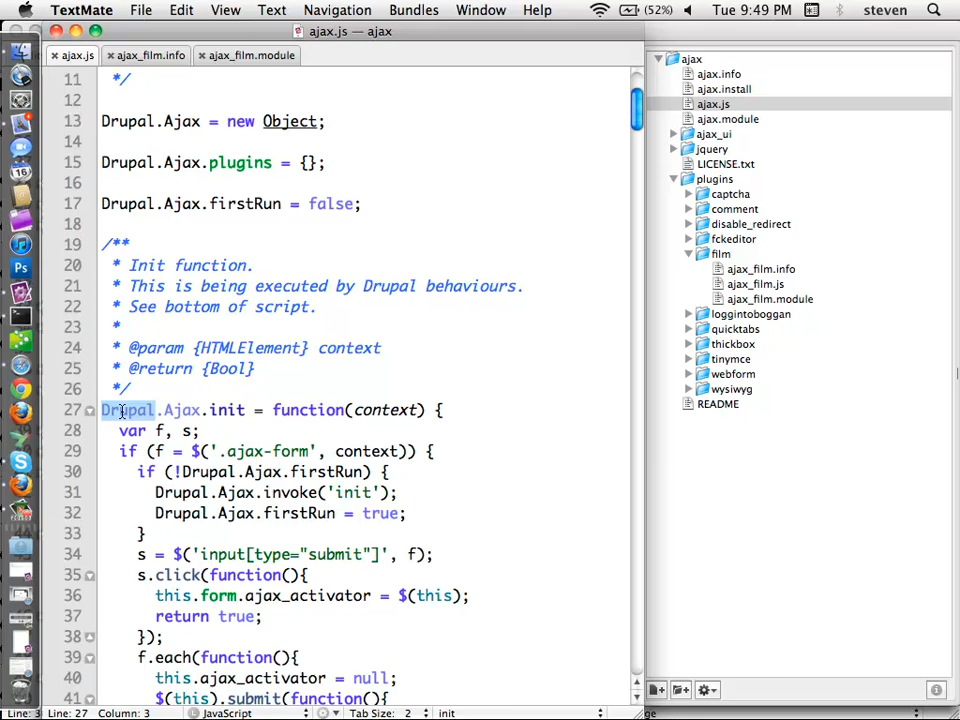 TextMate File Edit View Text Navigation Bundles Window Help (52%) Tue 9:49 PM steven
ajax.js — ajax
ajax.js ajax_film.info ajax_film.module
11 */
12
13 Drupal.Ajax = new Object;
14
15 Drupal.Ajax.plugins = {};
16
17 Drupal.Ajax.firstRun = false;
18
19 /**
20 * Init function.
21 * This is being executed by Drupal behaviours.
22 * See bottom of script.
23 *
24 * @param {HTMLElement} context
25 * @return {Bool}
26 */
27 Drupal.Ajax.init = function(context) {
28 var f, s;
29 if (f = $('.ajax-form', context)) {
30 if (!Drupal.Ajax.firstRun) {
31 Drupal.Ajax.invoke('init');
32 Drupal.Ajax.firstRun = true;
33 }
34 s = $('input[type="submit"]', f);
35 s.click(function(){
36 this.form.ajax_activator = $(this);
37 return true;
38 });
39 f.each(function(){
40 this.ajax_activator = null;
41 $(this).submit(function(){
Line: 3 Line: 27 Column: 3 JavaScript Tab Size: 2 init
ajax
ajax.info
ajax.install
ajax.js
ajax.module
ajax_ui
jquery
LICENSE.txt
plugins
captcha
comment
disable_redirect
fckeditor
film
ajax_film.info
ajax_film.js
ajax_film.module
loggintoboggan
quicktabs
thickbox
tinymce
webform
wysiwyg
README
16
Ps
ge